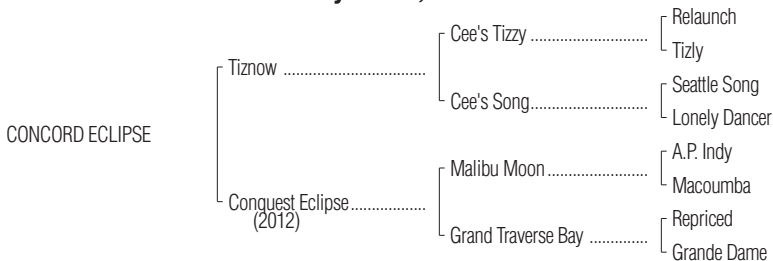 Relaunch
Cee's Tizzy ............................
Tizly
Tiznow ..................................
Seattle Song
Cee's Song............................
Lonely Dancer
CONCORD ECLIPSE
A.P. Indy
Malibu Moon........................
Macoumba
Conquest Eclipse..................
(2012)
Repriced
Grand Traverse Bay ..............
Grande Dame